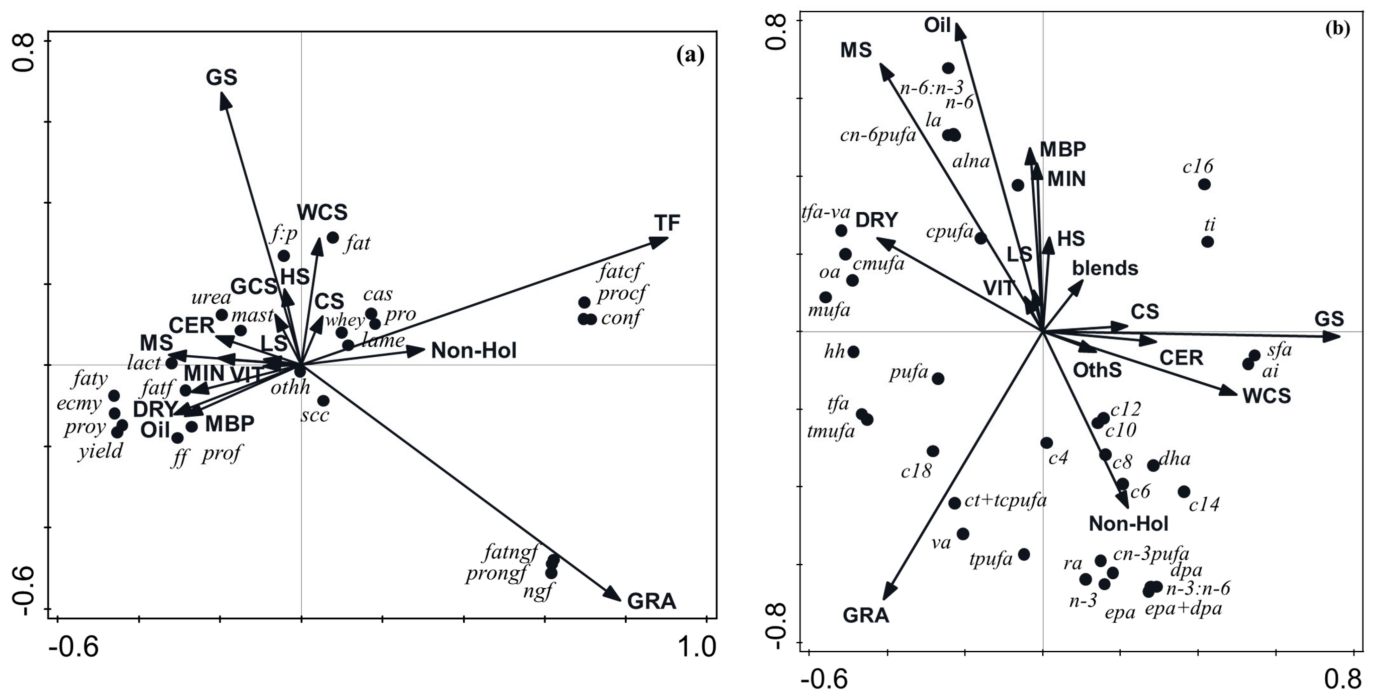 (a)
0.8
GS
WCS
TF
f:p
fat
fatcf
procf
conf
GCS
HS
cas
urea
mast
CS
pro
CER
whey
lame
MS
LS
Non-Hol
lact
MIN
VIT
othh
faty
fatf
ecmy
DRY
scc
proy
Oil
MBP
yield
ff
prof
fatngf
prongf
ngf
GRA
-0.6
-0.6
1.0
(b)
0.8
Oil
MS
n-6:n-3
n-6
la
cn-6pufa
MBP
alna
MIN
c16
tfa-va
DRY
cpufa
HS
ti
LS
oa
cmufa
blends
VIT
mufa
CS
GS
hh
CER
sfa
ai
pufa
OthS
WCS
tfa
c12
tmufa
c10
c4
c8
dha
c18
c6
c14
ct+tcpufa
Non-Hol
va
tpufa
cn-3pufa
ra
dpa
n-3
n-3:n-6
GRA
epa
epa+dpa
-0.8
-0.6
0.8